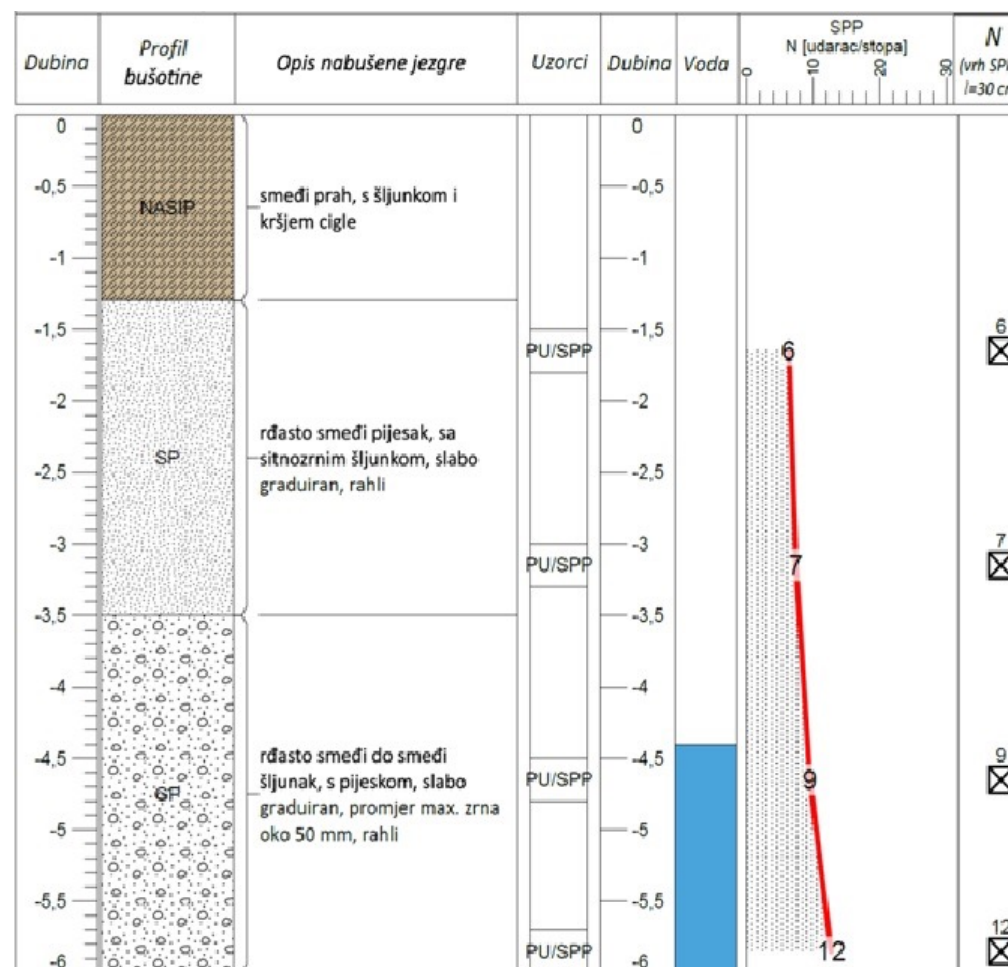 Dubina
Profil
bušotine
Opis nabušene jezgre
Uzorci
Dubina
Voda
SPP
N [udarac/stopa]
0
10
20
30
N
l=30 cm
0
-0,5
-1
-1,5
-2
-2,5
-3
-3,5
-4
-4,5
-5
-5,5
-6
NASIP
SP
GP
smeđi prah, s šljunkom i
kršjem cigle
rđasto smeđi pijesak, sa
sitnozrnim šljunkom, slabo
graduiran, rahli
rđasto smeđi do smeđi
šljunak, s pijeskom, slabo
graduiran, promjer max. zrna
oko 50 mm, rahli
PU/SPP
PU/SPP
PU/SPP
PU/SPP
0
-0,5
-1
-1,5
-2
-2,5
-3
-3,5
-4
-4,5
-5
-5,5
-6
6
7
9
12
6
7
9
12